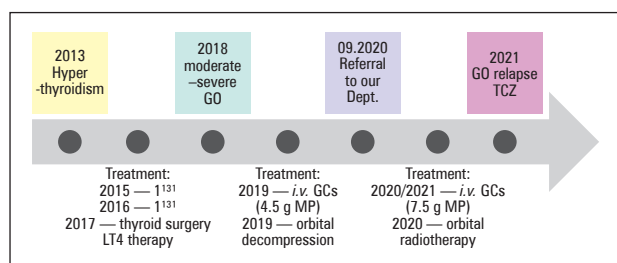 2013
Hyper
-thyroidism
2018
moderate
–severe
GO
09.2020
Referral
to our
Dept.
2021
GO relapse
TCZ
Treatment:
2015 — 1¹³¹
2016 — 1¹³¹
2017 — thyroid surgery
LT4 therapy
Treatment:
2019 — i.v. GCs
(4.5 g MP)
2019 — orbital
decompression
Treatment:
2020/2021 — i.v. GCs
(7.5 g MP)
2020 — orbital
radiotherapy